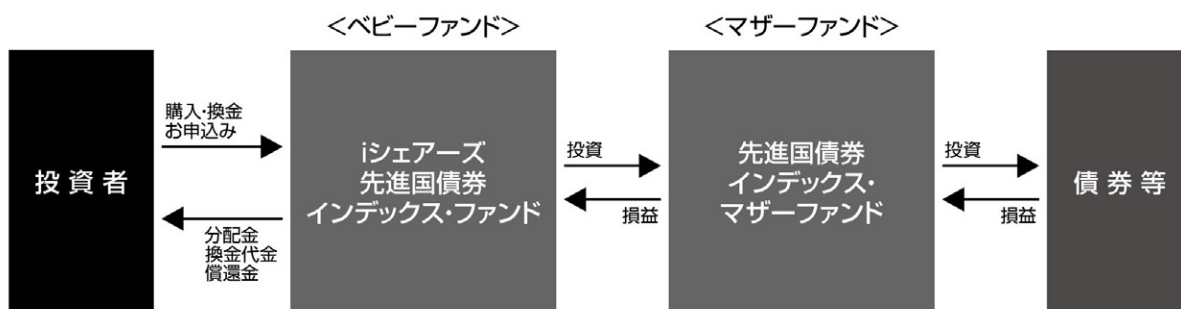 <ベビーファンド>
<マザーファンド>
投資者
購入・換金
お申込み
分配金
換金代金
償還金
iシェアーズ
先進国債券
インデックス・ファンド
投資
損益
先進国債券
インデックス・
マザーファンド
投資
損益
債券等